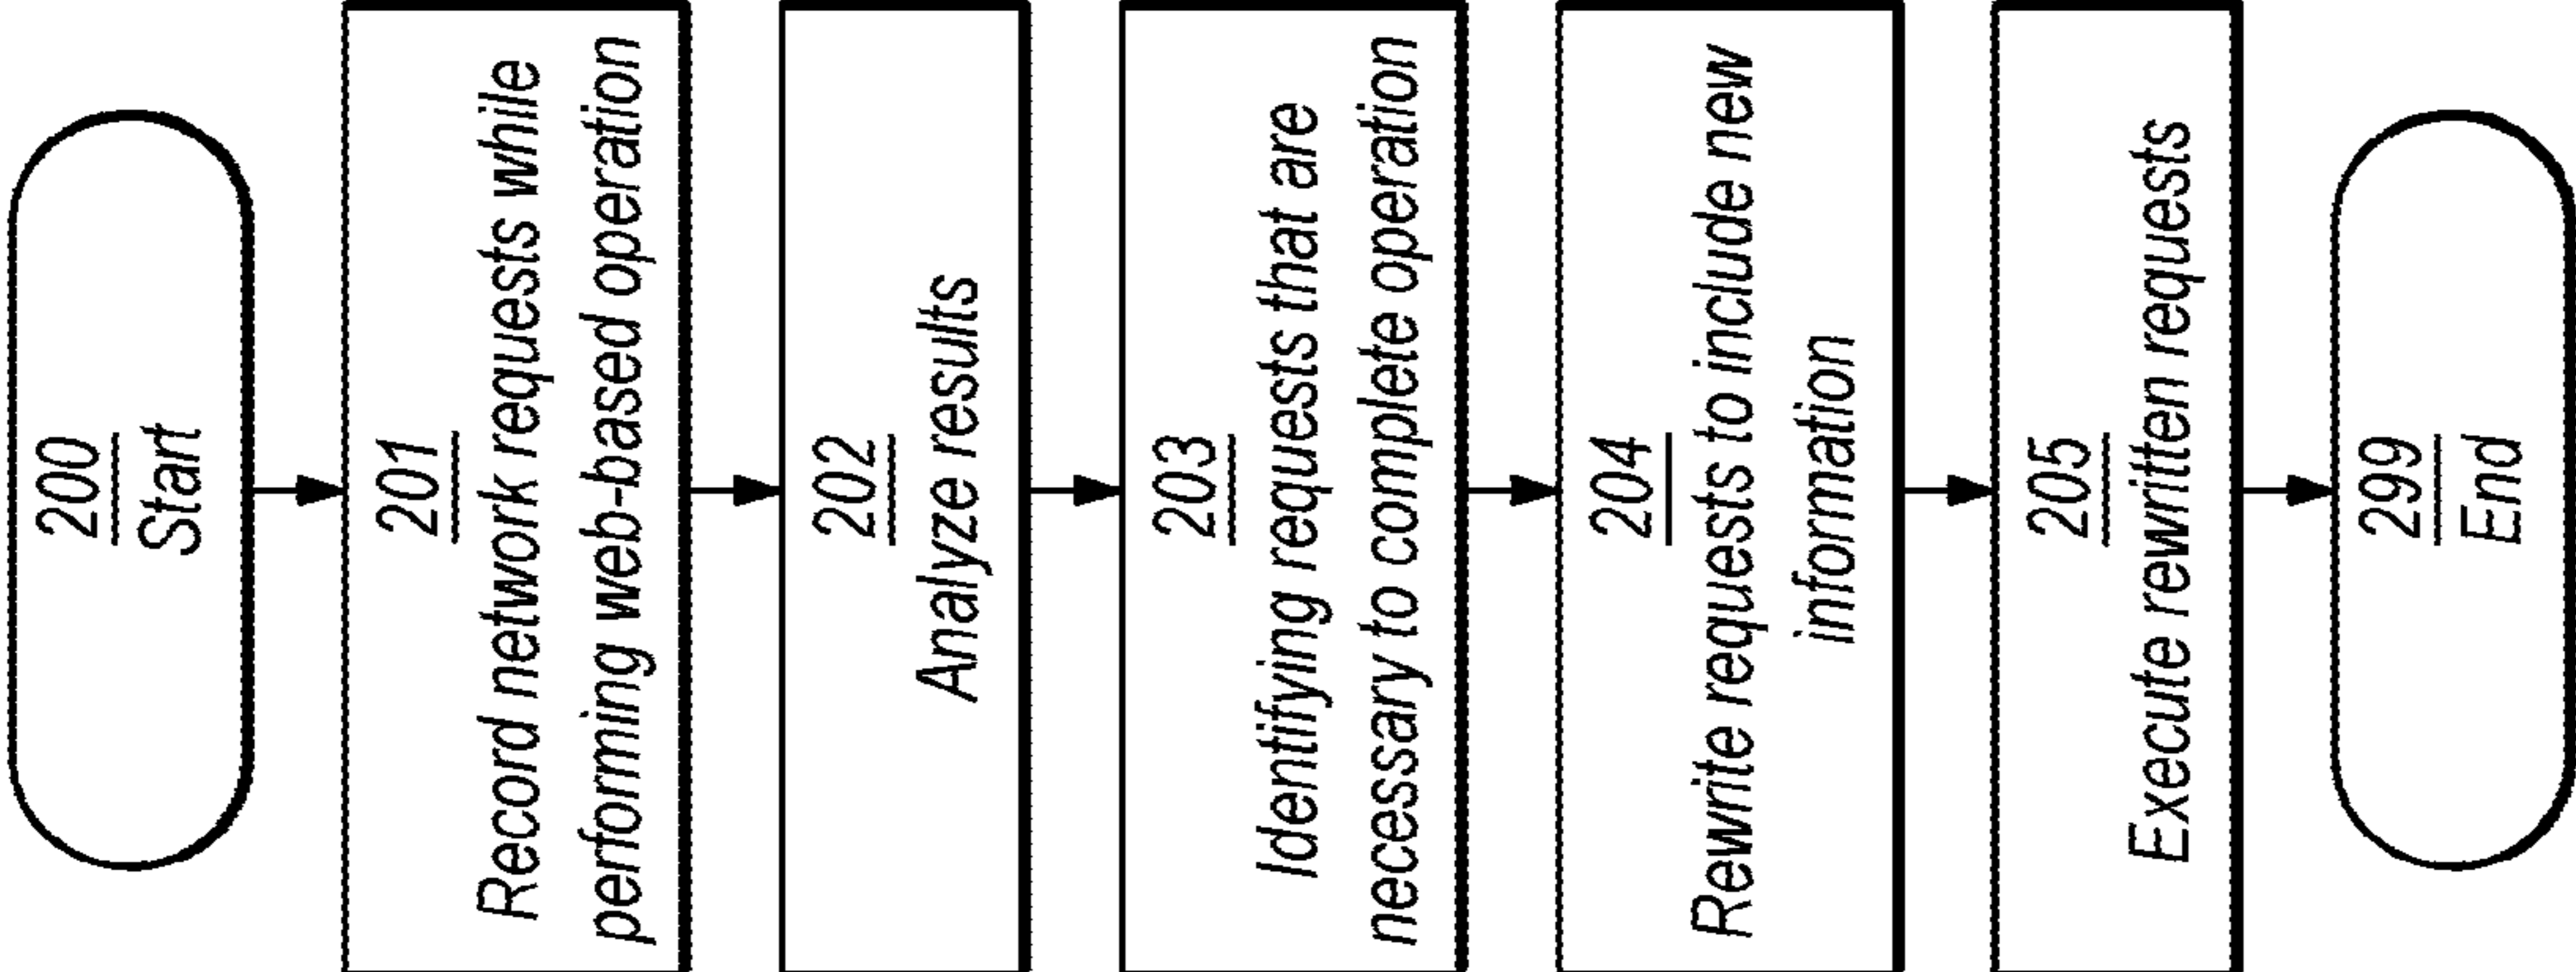 200
Start
201
Record network requests while
performing web-based operation
202
Analyze results
203
Identifying requests that are
necessary to complete operation
204
Rewrite requests to include new
information
205
Execute rewritten requests
299
End